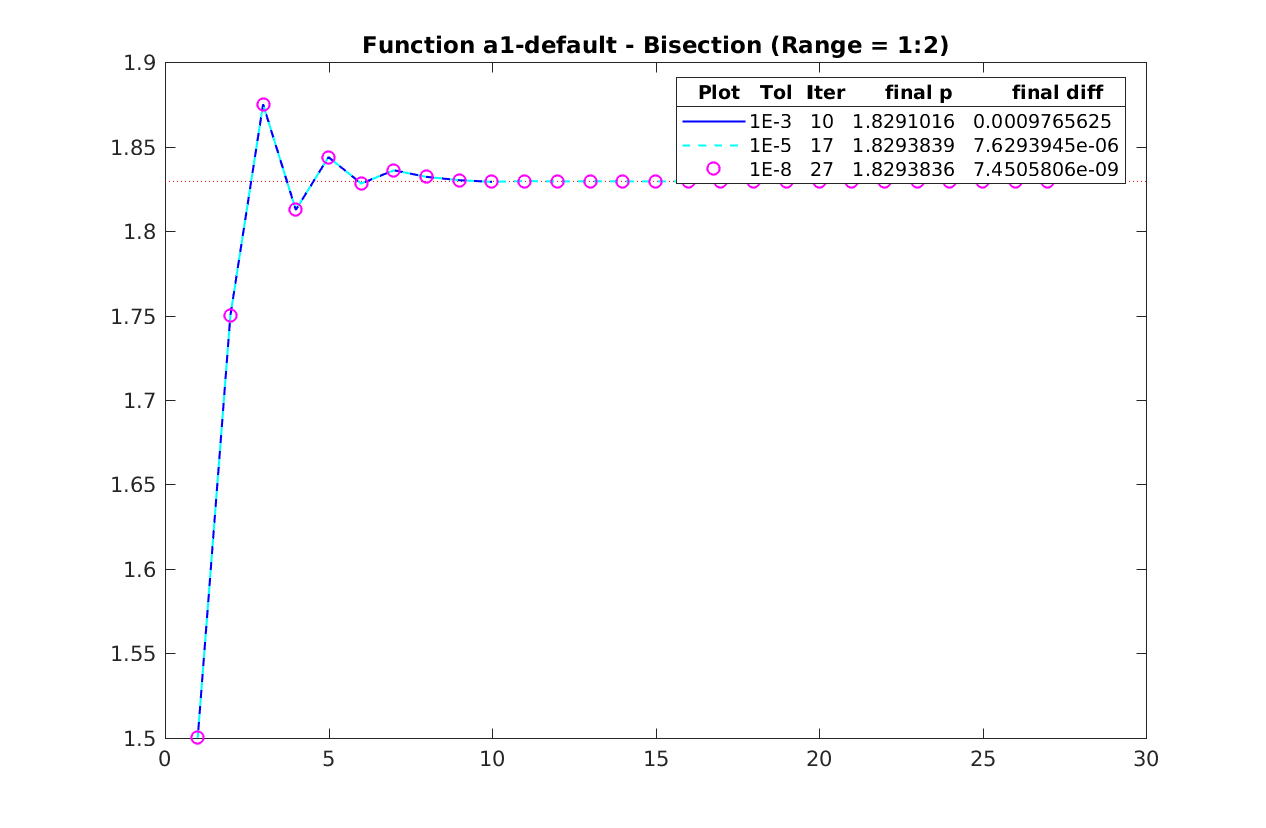 Function a1-default - Bisection (Range = 1:2)
1.9
1.85
1.8
1.75
1.7
1.65
1.6
1.55
1.5
Plot Tol Iter final p final diff
1E-3 10 1.8291016 0.0009765625
1E-5 17 1.8293839 7.6293945e-06
1E-8 27 1.8293836 7.4505806e-09
0 5 10 15 20 25 30